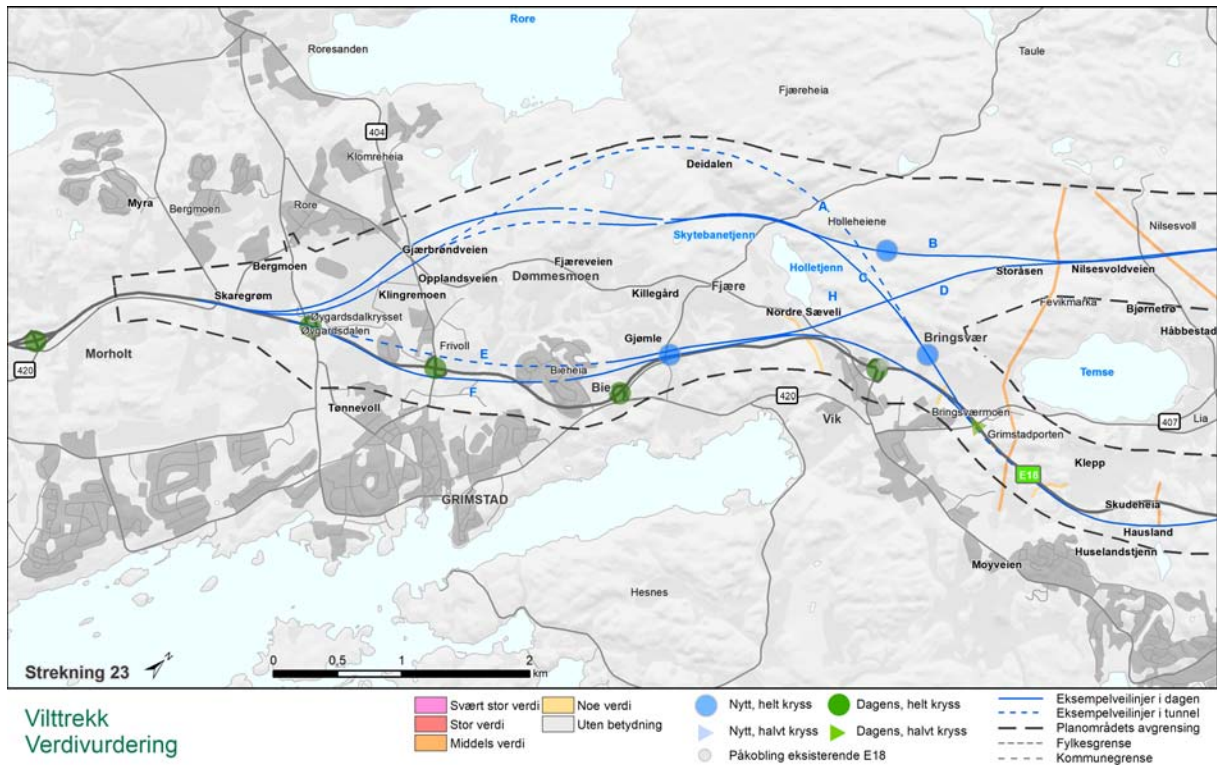 Rore
Roresanden
Taule
Fjæreheia
404
Klomreheia
Deidalen
Myra
Bergmoen
Rore
A
Holleheiene
Nilsesvoll
Gjærbrøndveien
Skytebanetjenn
B
Bergmoen
Opplandsveien
Fjæreveien
Dømmesmoen
Holletjenn
C
Storåsen
Nilsesvoldveien
Skaregrøm
Klingremoen
Killegård
Fjære
H
D
Fevikmarka
Bjørnetrø
Øygardsdalkrysset
Øygardsdalen
Nordre Sæveli
Håbbestad
Morholt
Frivoll
Gjømle
Bringsvær
E
420
Bieheia
Temse
F
Bie
420
Tønnevoll
Vik
Bringsværmoen
Lia
407
Grimstadporten
Klepp
GRIMSTAD
E18
Skudeheia
Hausland
Huselandstjenn
Moyveien
Hesnes
Strekning 23
N
0 0,5 1 2
km
Vilttrekk
Verdivurdering
Svært stor verdi
Stor verdi
Middels verdi
Noe verdi
Uten betydning
Nytt, helt kryss
Nytt, halvt kryss
Påkobling eksisterende E18
Dagens, helt kryss
Dagens, halvt kryss
Eksempelveilinjer i dagen
Eksempelveilinjer i tunnel
Planområdets avgrensing
Fylkesgrense
Kommunegrense